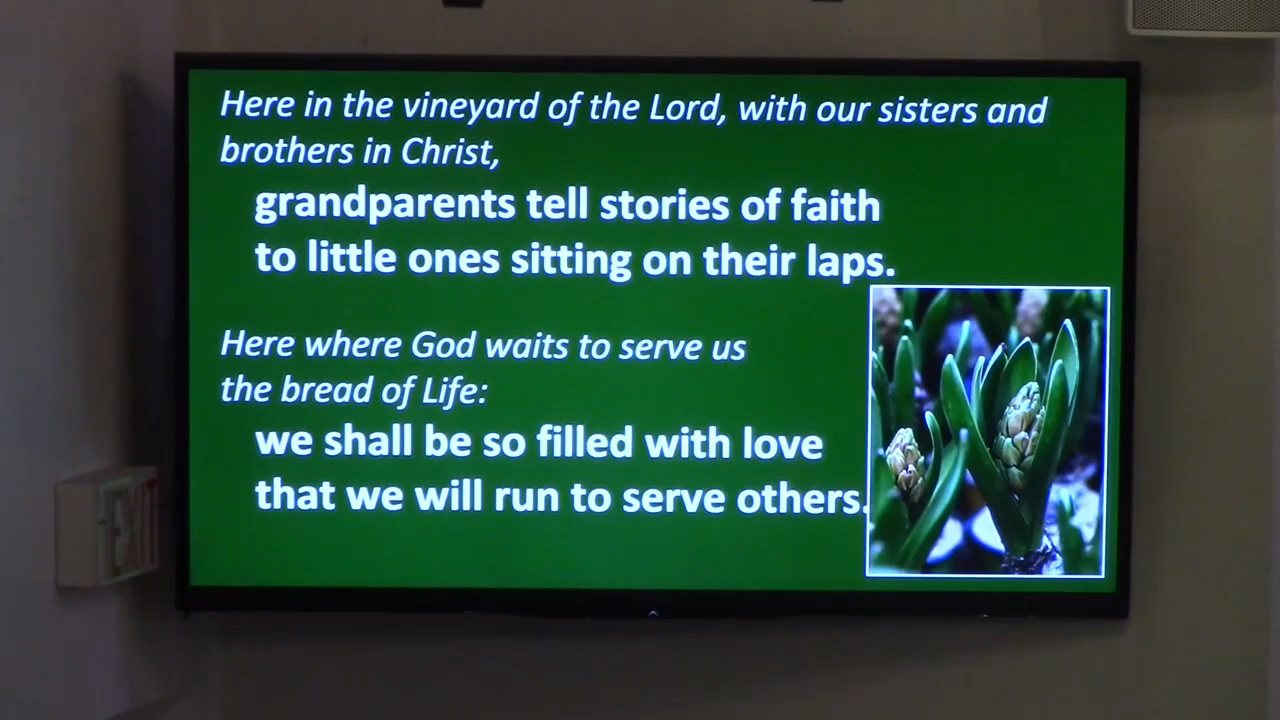 Here in the vineyard of the Lord, with our sisters and
brothers in Christ,
grandparents tell stories of faith
to little ones sitting on their laps.
Here where God waits to serve us
the bread of Life:
we shall be so filled with love
that we will run to serve others.